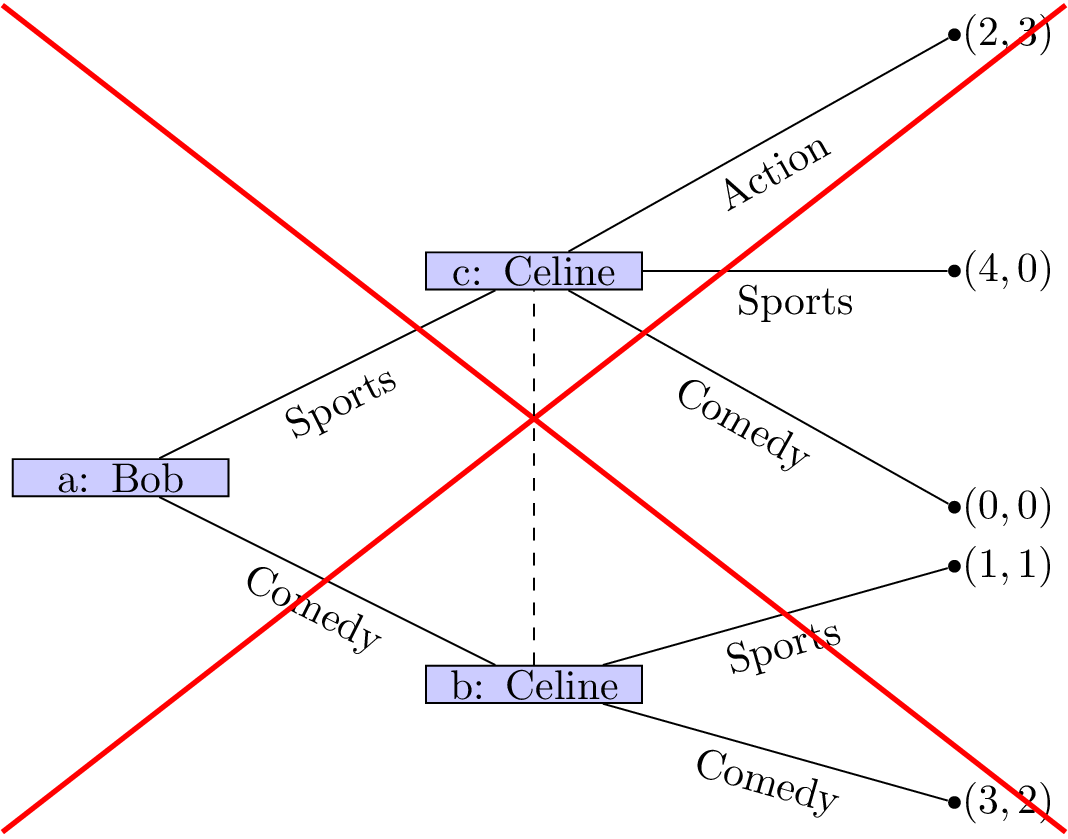 (2, 3)
Action
c: Celine
(4, 0)
Sports
Sports
Comedy
a: Bob
(0, 0)
(1, 1)
Comedy
Sports
b: Celine
Comedy
(3, 2)